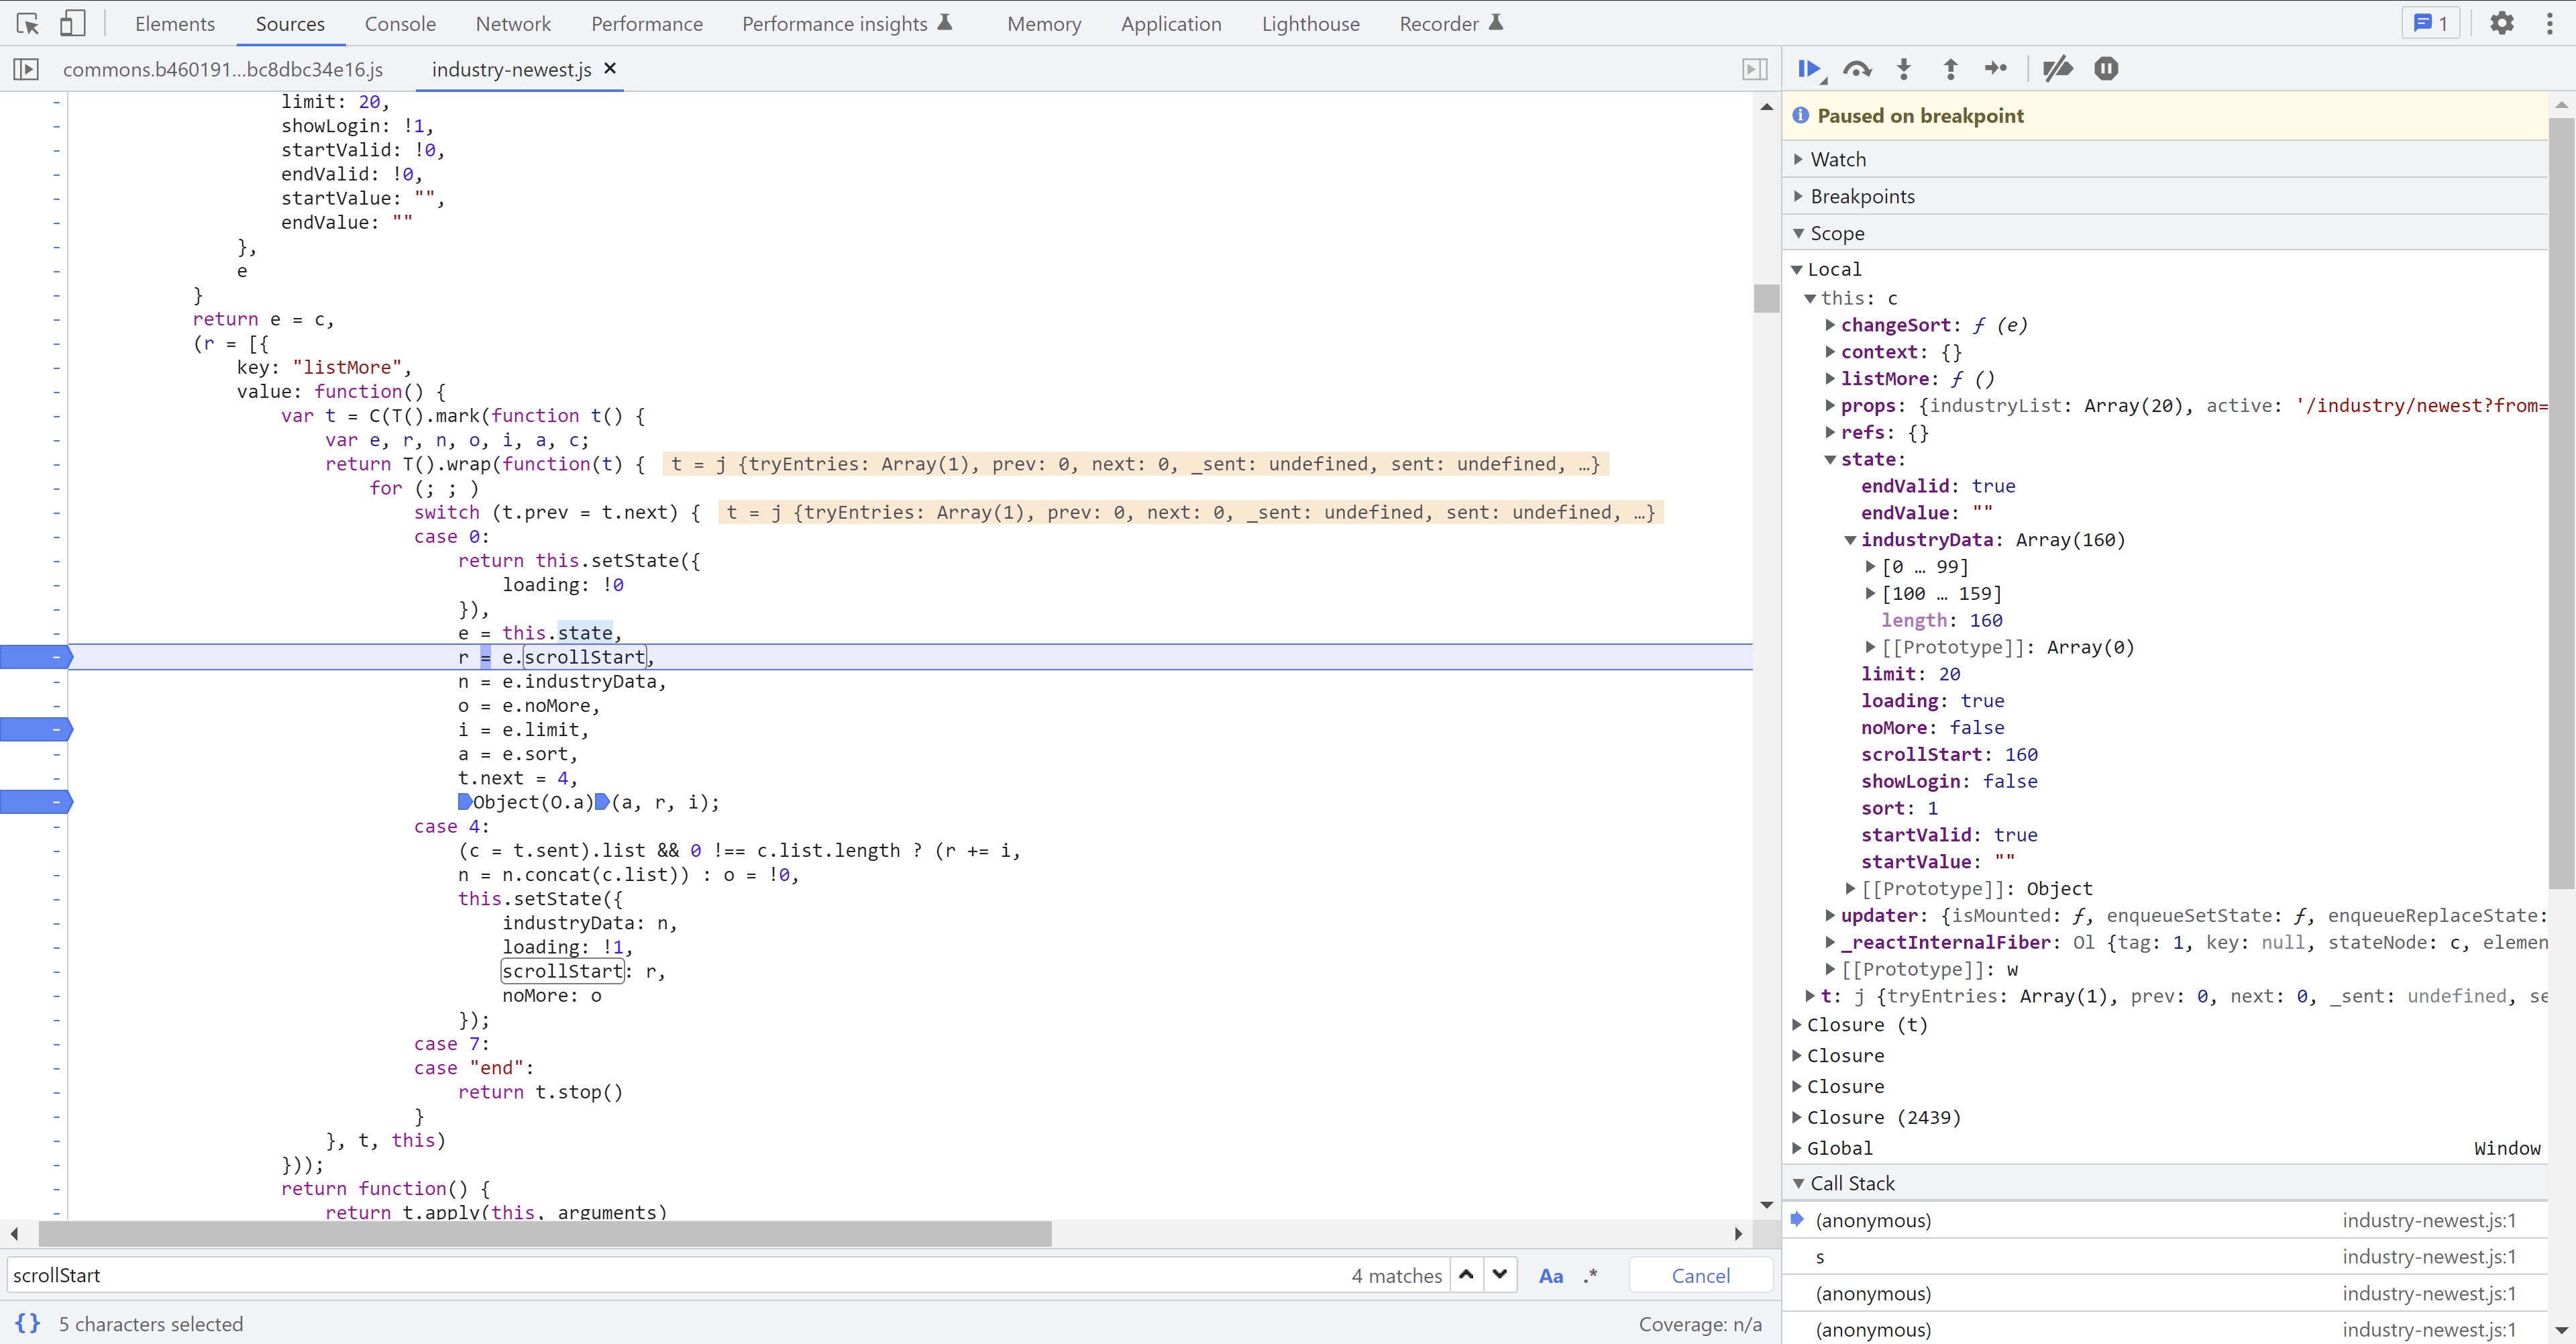 Elements Sources Console Network Performance Performance insights Memory Application Lighthouse Recorder 1
commons.b460191...bc8dbc34e16.js industry-newest.js ×
limit: 20,
showLogin: !1,
startValid: !0,
endValid: !0,
startValue: "",
endValue: ""
},
e
}
return e = c,
(r = [{
key: "listMore",
value: function() {
var t = C(T().mark(function t() {
var e, r, n, o, i, a, c;
return T().wrap(function(t) { t = j {tryEntries: Array(1), prev: 0, next: 0, _sent: undefined, sent: undefined, …}
for (; ; )
switch (t.prev = t.next) { t = j {tryEntries: Array(1), prev: 0, next: 0, _sent: undefined, sent: undefined, …}
case 0:
return this.setState({
loading: !0
}),
e = this.state,
r = e.scrollStart,
n = e.industryData,
o = e.noMore,
i = e.limit,
a = e.sort,
t.next = 4,
Object(O.a)(a, r, i);
case 4:
(c = t.sent).list && 0 !== c.list.length ? (r += i,
n = n.concat(c.list)) : o = !0,
this.setState({
industryData: n,
loading: !1,
scrollStart: r,
noMore: o
});
case 7:
case "end":
return t.stop()
}
}, t, this)
}));
return function() {
return t.apply(this, arguments)
scrollStart 4 matches Aa .* Cancel
{} 5 characters selected Coverage: n/a
Paused on breakpoint
Watch
Breakpoints
Scope
Local
this: c
changeSort: ƒ (e)
context: {}
listMore: ƒ ()
props: {industryList: Array(20), active: '/industry/newest?from=
refs: {}
state:
endValid: true
endValue: ""
industryData: Array(160)
[0 … 99]
[100 … 159]
length: 160
[[Prototype]]: Array(0)
limit: 20
loading: true
noMore: false
scrollStart: 160
showLogin: false
sort: 1
startValid: true
startValue: ""
[[Prototype]]: Object
updater: {isMounted: ƒ, enqueueSetState: ƒ, enqueueReplaceState:
_reactInternalFiber: Ol {tag: 1, key: null, stateNode: c, elemen
[[Prototype]]: w
t: j {tryEntries: Array(1), prev: 0, next: 0, _sent: undefined, se
Closure (t)
Closure
Closure
Closure (2439)
Global Window
Call Stack
(anonymous) industry-newest.js:1
s industry-newest.js:1
(anonymous) industry-newest.js:1
(anonymous) industry-newest.js:1